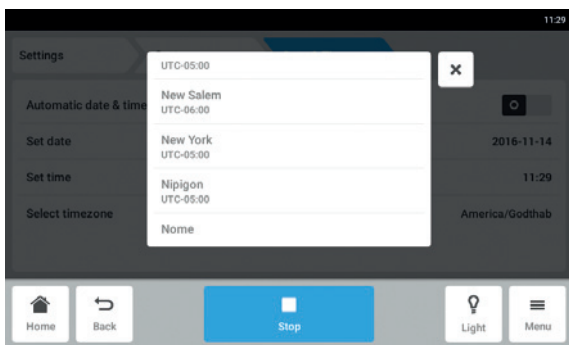 11:29
Settings
UTC-05:00
New Salem
UTC-06:00
New York
UTC-05:00
Nipigon
UTC-05:00
Nome
Automatic date & time
Set date
2016-11-14
Set time
11:29
Select timezone
America/Godthab
Home
Back
Stop
Light
Menu